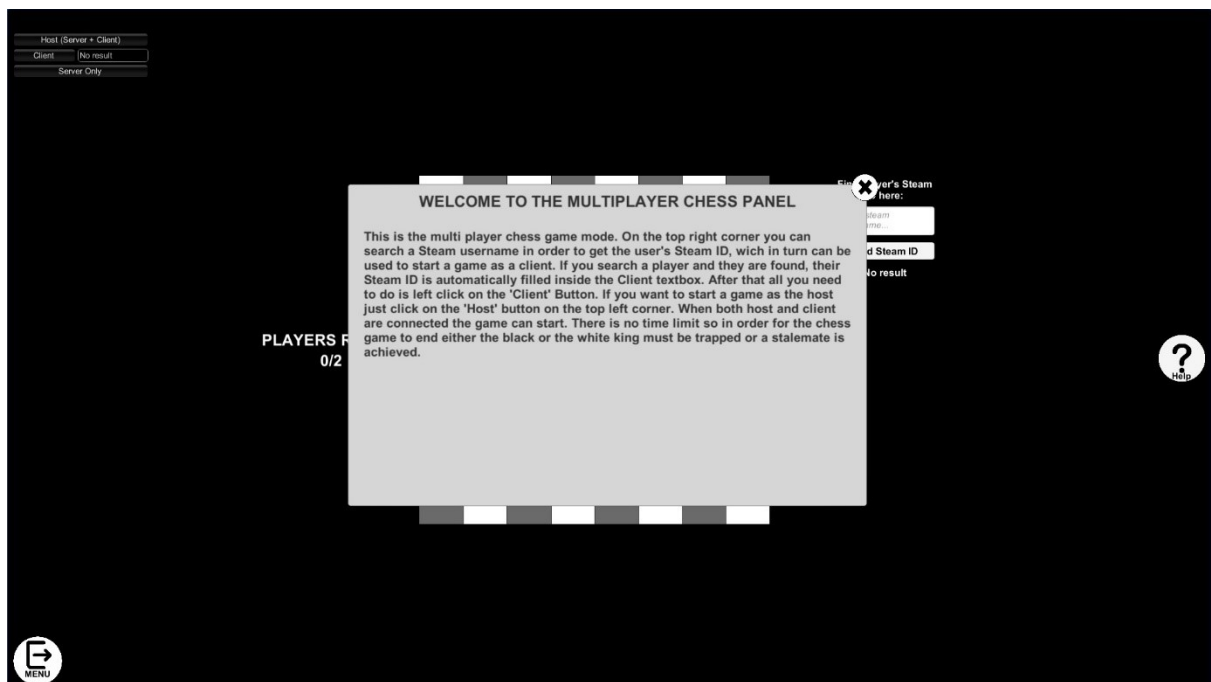 Host (Server + Client)
Client
No result
Server Only
WELCOME TO THE MULTIPLAYER CHESS PANEL
This is the multi player chess game mode. On the top right corner you can
search a Steam username in order to get the user's Steam ID, wich in turn can be
used to start a game as a client. If you search a player and they are found, their
Steam ID is automatically filled inside the Client textbox. After that all you need
to do is left click on the 'Client' Button. If you want to start a game as the host
just click on the 'Host' button on the top left corner. When both host and client
are connected the game can start. There is no time limit so in order for the chess
game to end either the black or the white king must be trapped or a stalemate is
achieved.
Steam
here:
steam
Steam ID
No result
PLAYERS
0/2
Help
MENU